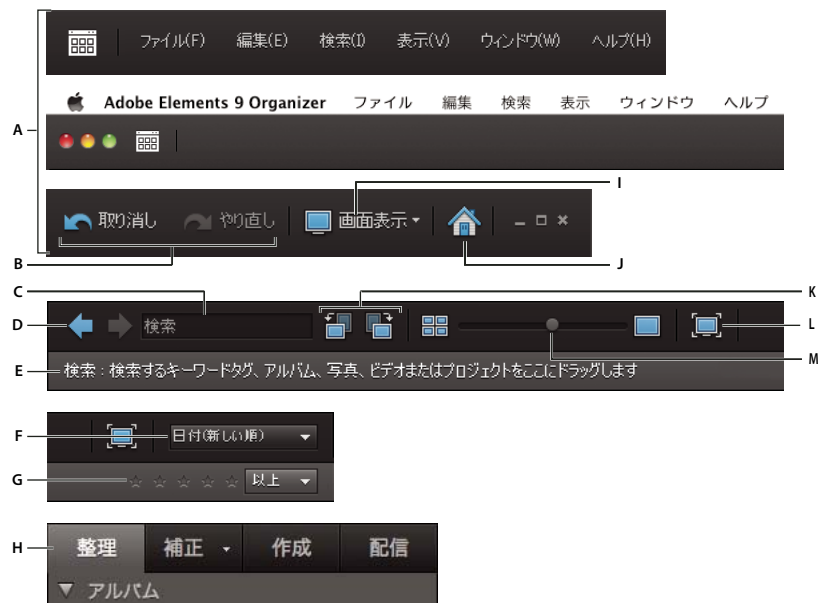 ファイル(F) 編集(E) 検索(I) 表示(V) ウィンドウ(W) ヘルプ(H)
Adobe Elements 9 Organizer ファイル 編集 検索 表示 ウィンドウ ヘルプ
A
I
取り消し やり直し 画面表示
B
J
C
K
D
検索
L
M
E
検索 : 検索するキーワードタグ、アルバム、写真、ビデオまたはプロジェクトをここにドラッグします
F
日付(新しい順)
G
以上
H
整理 補正 作成 配信
アルバム